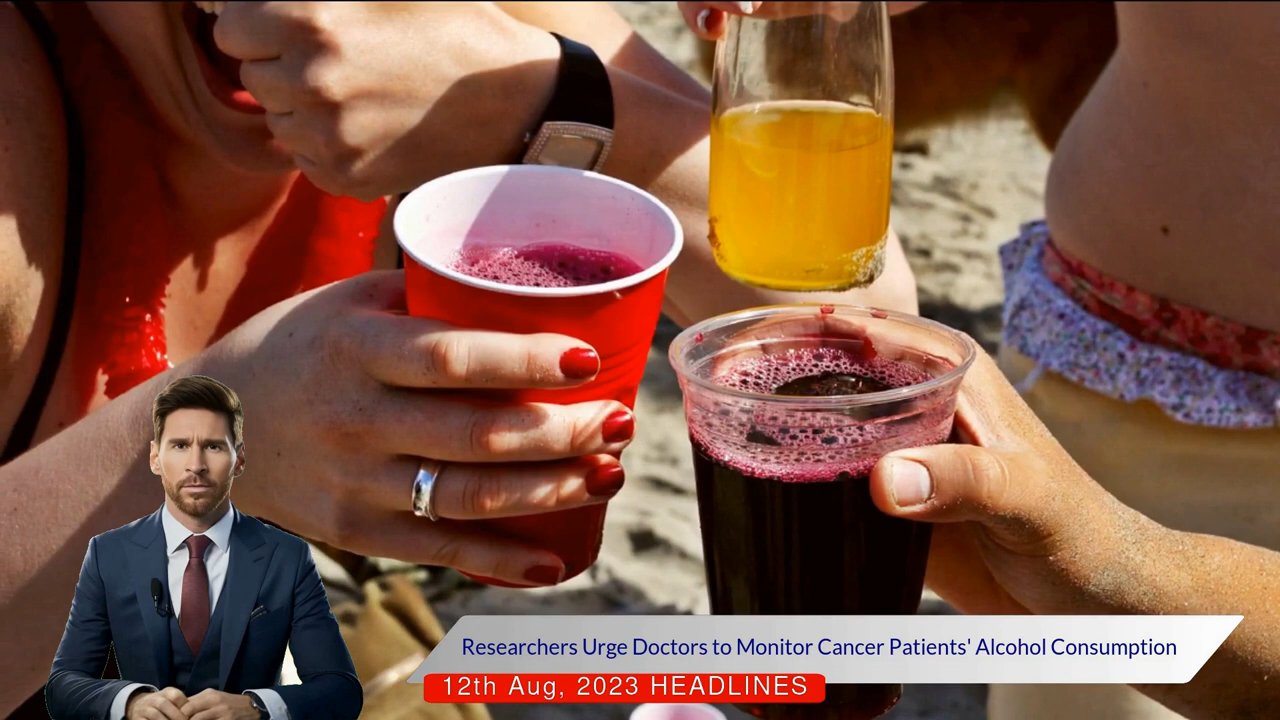 Researchers Urge Doctors to Monitor Cancer Patients' Alcohol Consumption
12th Aug, 2023 HEADLINES